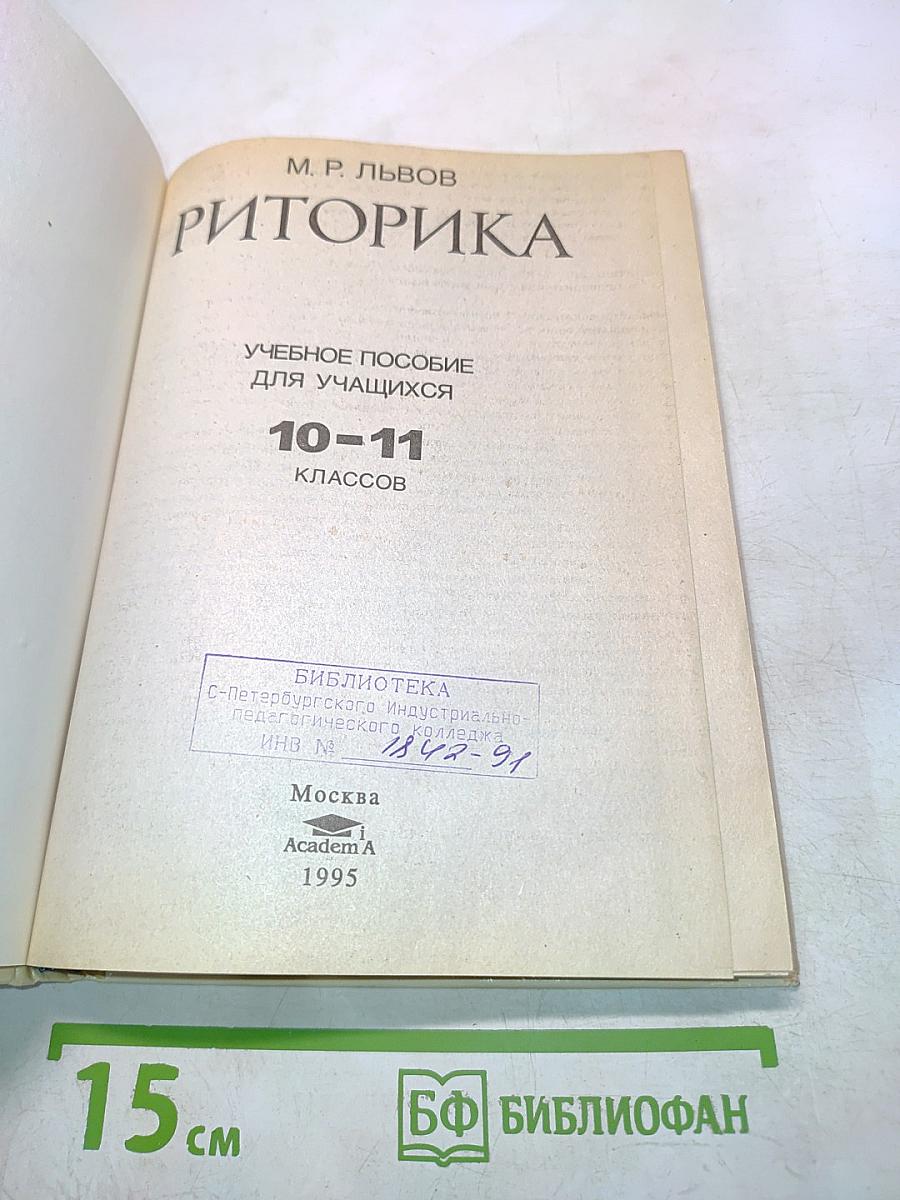 М. Р. ЛЬВОВ
РИТОРИКА
УЧЕБНОЕ ПОСОБИЕ
ДЛЯ УЧАЩИХСЯ
10-11
КЛАССОВ
БИБЛИОТЕКА
С-Петербургского Индустриально-
педагогического колледжа
ИНВ № 1842-91
Москва
i
AcademA
1995
15 см
БФ БИБЛИОФАН